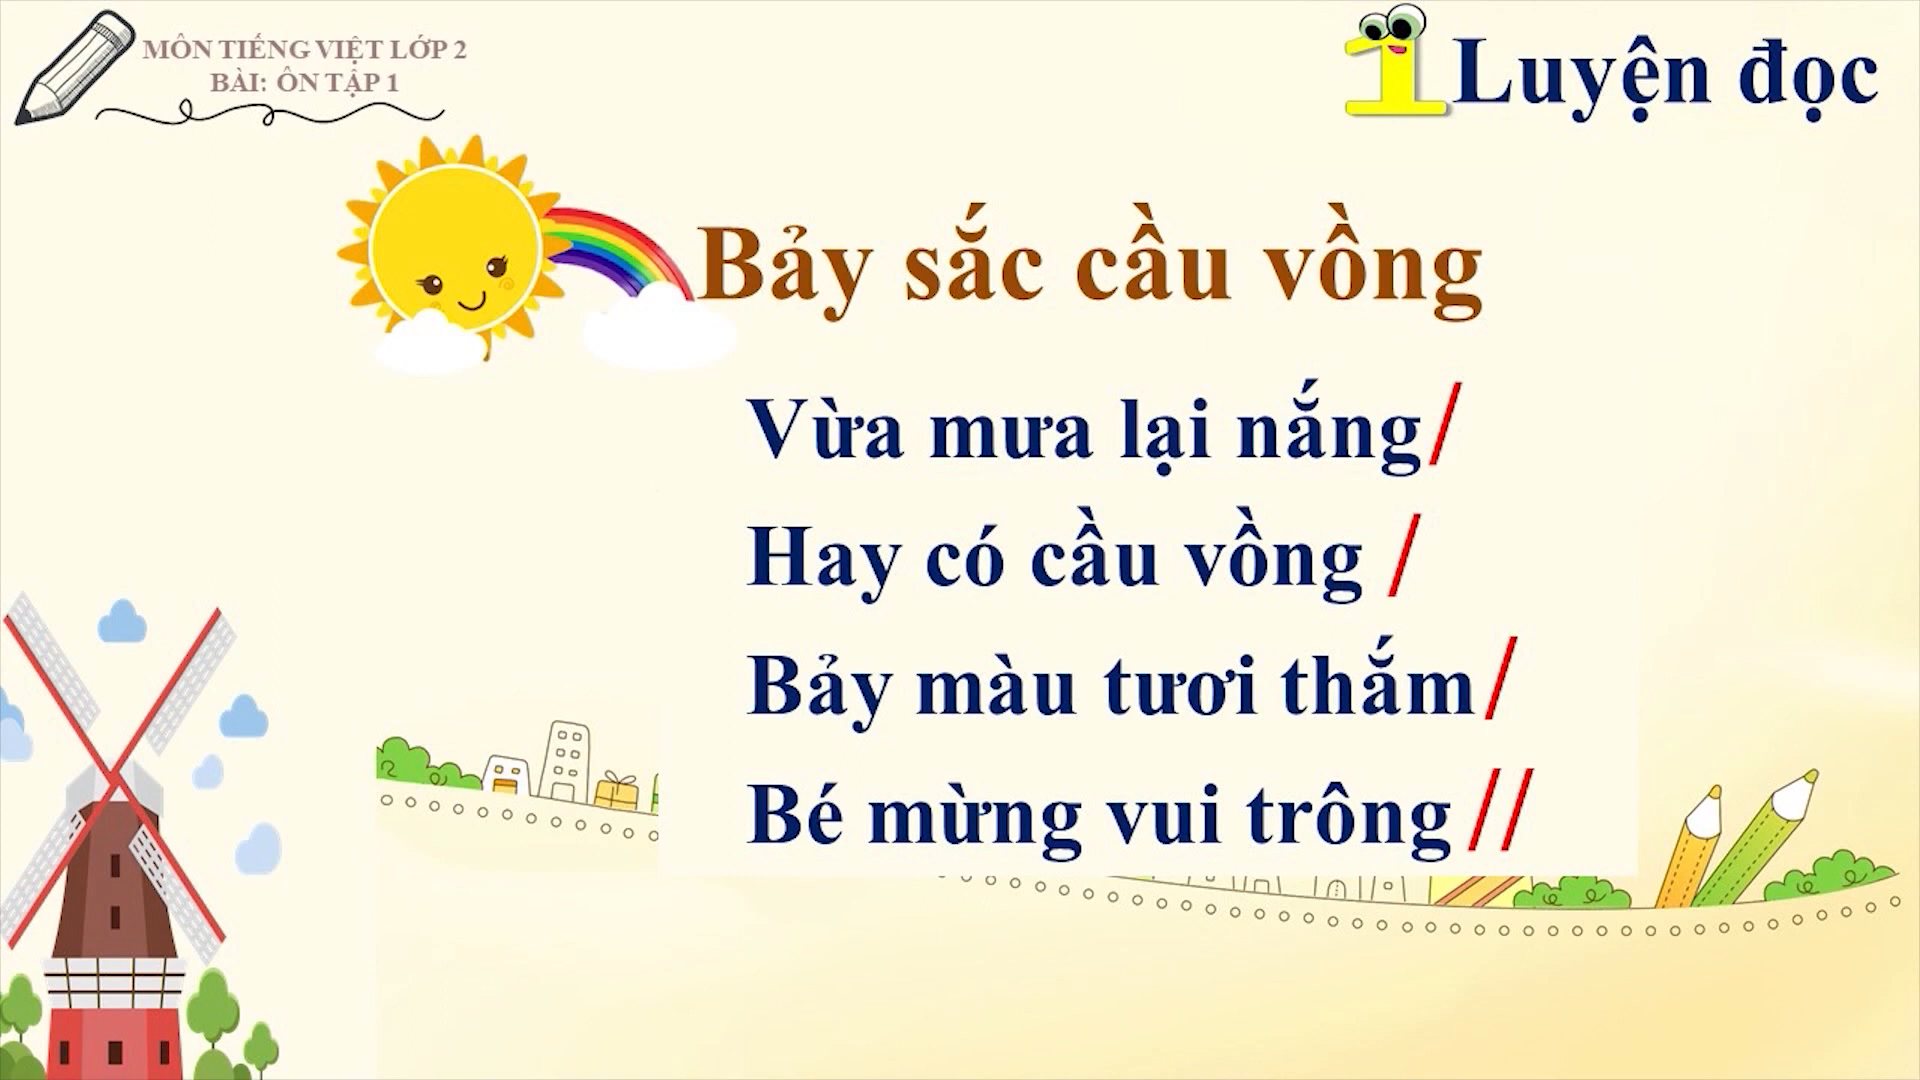 MÔN TIẾNG VIỆT LỚP 2
BÀI: ÔN TẬP 1
1 Luyện đọc
Bảy sắc cầu vồng
Vừa mưa lại nắng/
Hay có cầu vồng /
Bảy màu tươi thắm/
Bé mừng vui trông//